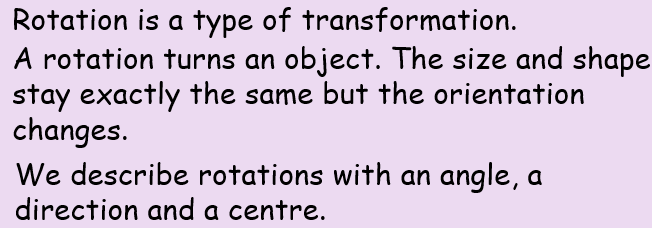 Rotation is a type of transformation.
A rotation turns an object. The size and shape
stay exactly the same but the orientation
changes.
We describe rotations with an angle, a
direction and a centre.